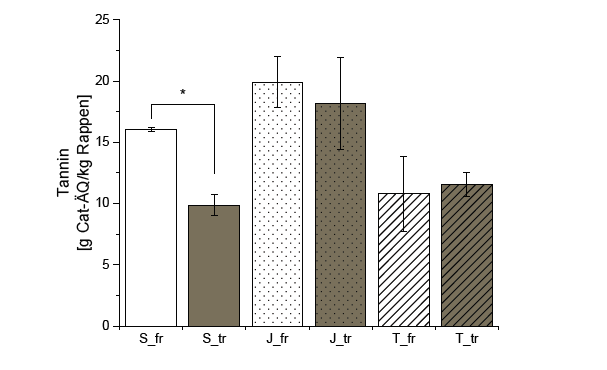 25
20
15
10
5
0
Tannin
[g Cat-ÄQ/kg Rappen]
*
S_fr S_tr J_fr J_tr T_fr T_tr